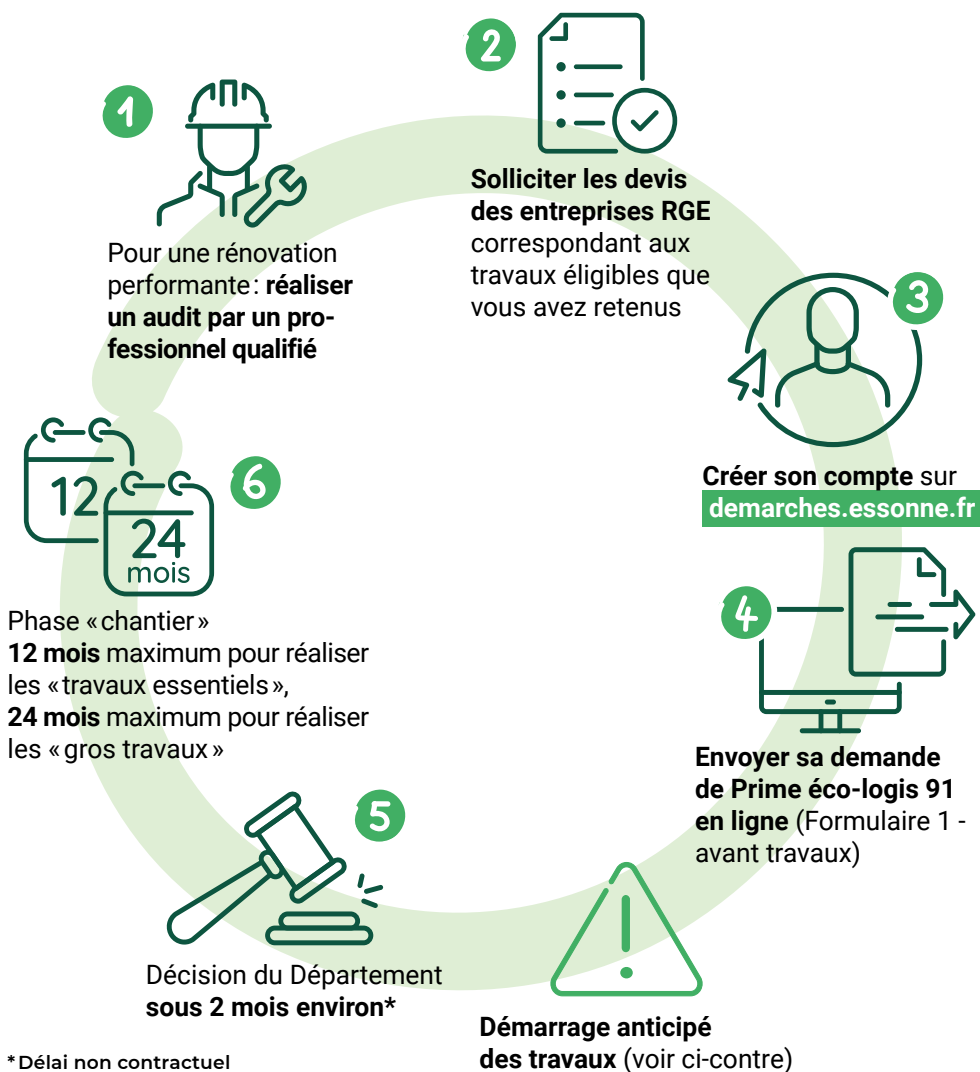 1
Pour une rénovation
performante : réaliser
un audit par un pro-
fessionnel qualifié
2
Solliciter les devis
des entreprises RGE
correspondant aux
travaux éligibles que
vous avez retenus
3
Créer son compte sur
demarches.essonne.fr
4
Envoyer sa demande
de Prime éco-logis 91
en ligne (Formulaire 1 -
avant travaux)
Démarrage anticipé
des travaux (voir ci-contre)
5
Décision du Département
sous 2 mois environ*
6
12
24
mois
Phase « chantier »
12 mois maximum pour réaliser
les « travaux essentiels »,
24 mois maximum pour réaliser
les « gros travaux »
*Délai non contractuel